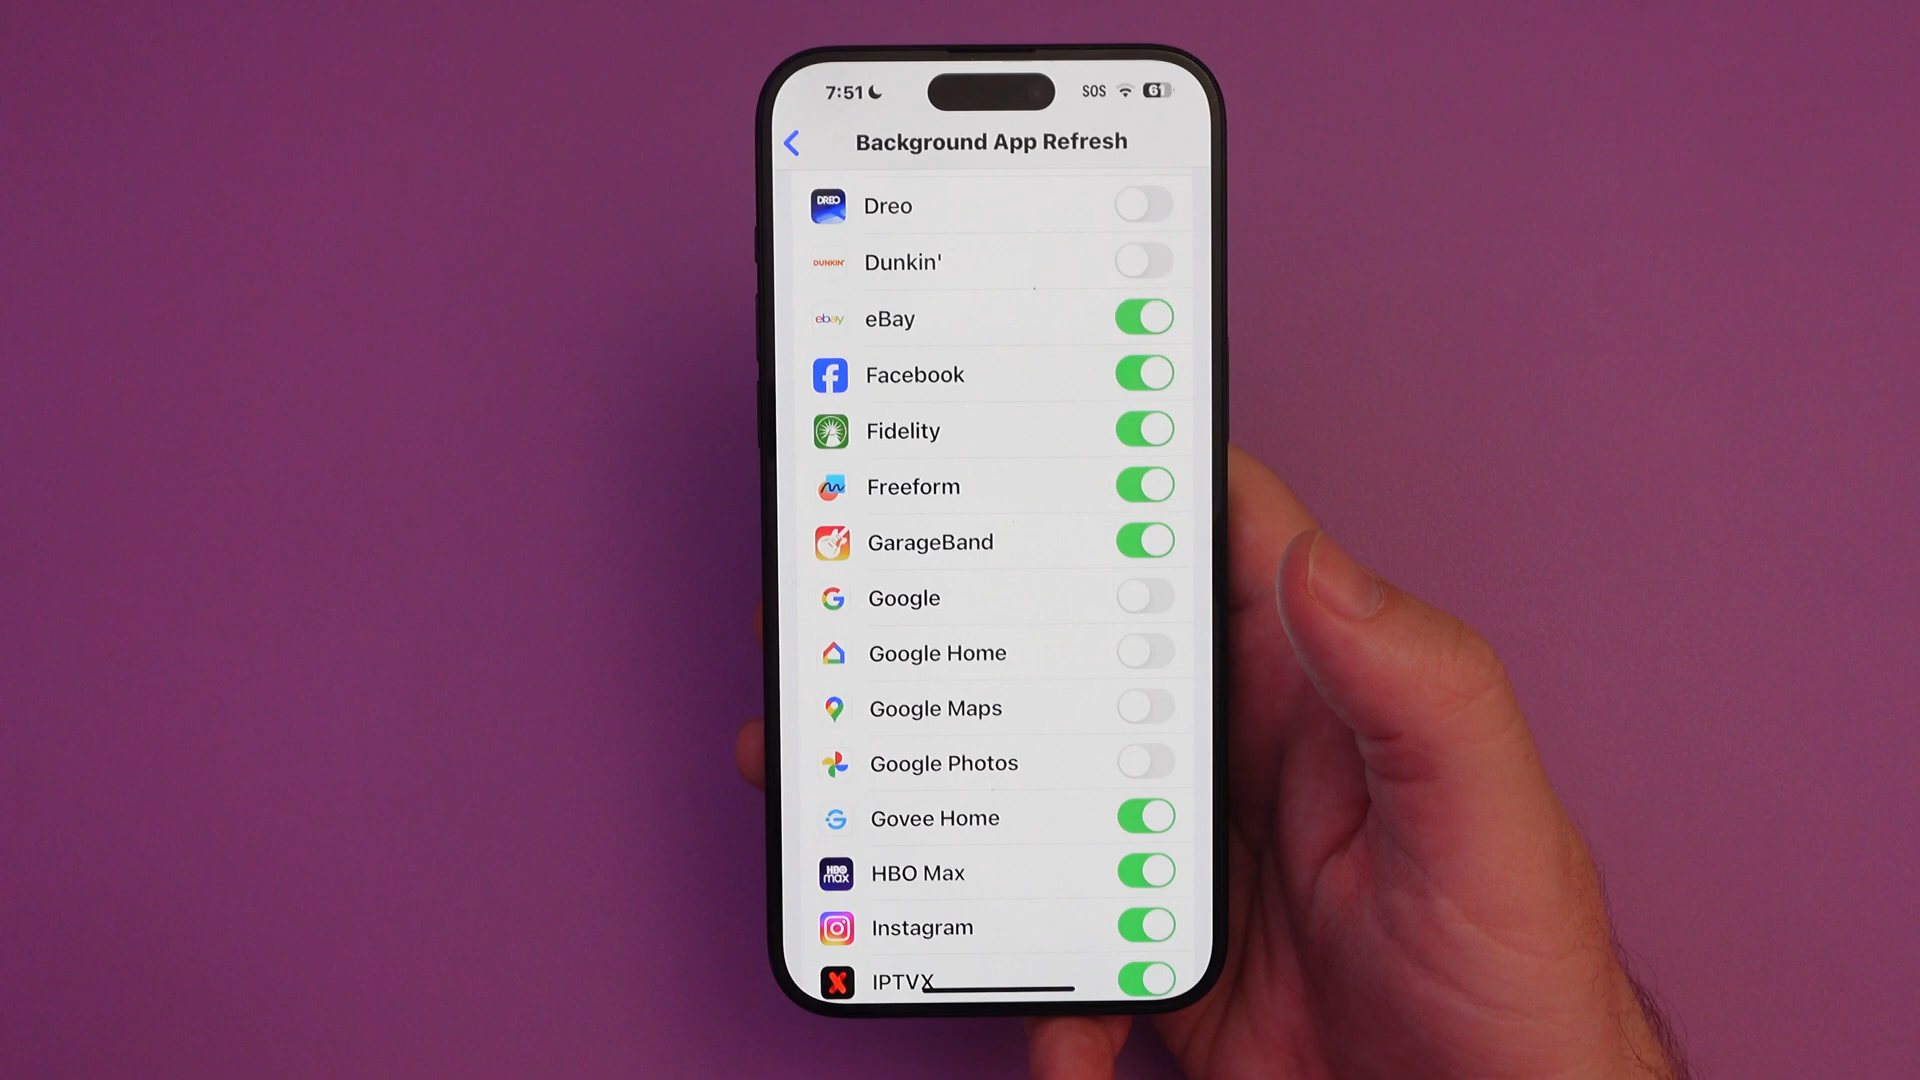 7:51 SOS 61
Background App Refresh
DREO Dreo
DUNKIN' Dunkin'
ebay eBay
Facebook
Fidelity
Freeform
GarageBand
Google
Google Home
Google Maps
Google Photos
Govee Home
HBO max HBO Max
Instagram
IPTVX